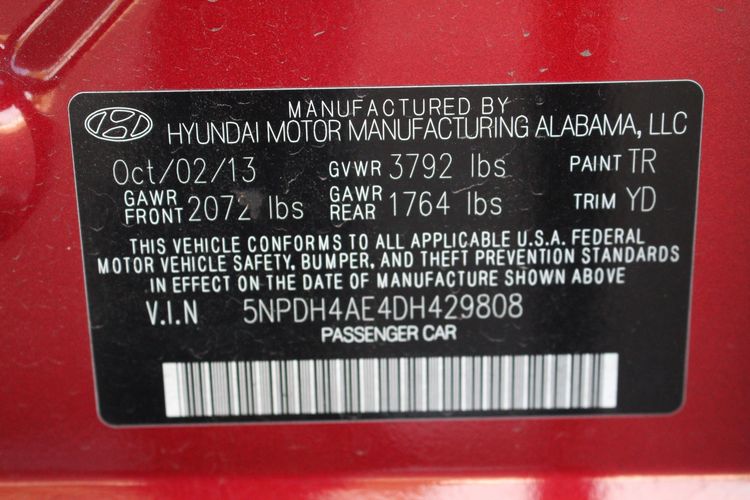 MANUFACTURED BY
HYUNDAI MOTOR MANUFACTURING ALABAMA, LLC
Oct/02/13 GVWR 3792 lbs PAINT TR
GAWR FRONT 2072 lbs GAWR REAR 1764 lbs TRIM YD
THIS VEHICLE CONFORMS TO ALL APPLICABLE U.S.A. FEDERAL
MOTOR VEHICLE SAFETY, BUMPER, AND THEFT PREVENTION STANDARDS
IN EFFECT ON THE DATE OF MANUFACTURE SHOWN ABOVE
V.I.N 5NPDH4AE4DH429808
PASSENGER CAR